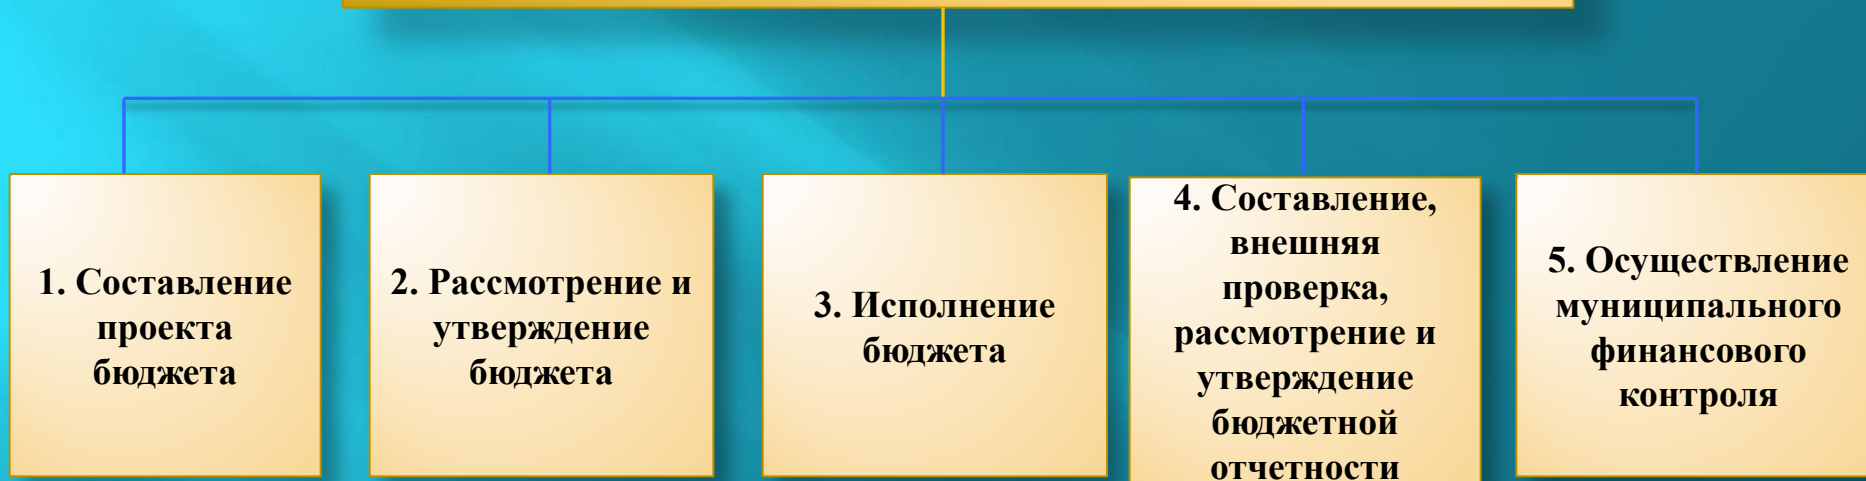 1. Составление
проекта
бюджета
2. Рассмотрение и
утверждение
бюджета
3. Исполнение
бюджета
4. Составление,
внешняя
проверка,
рассмотрение и
утверждение
бюджетной
отчетности
5. Осуществление
муниципального
финансового
контроля